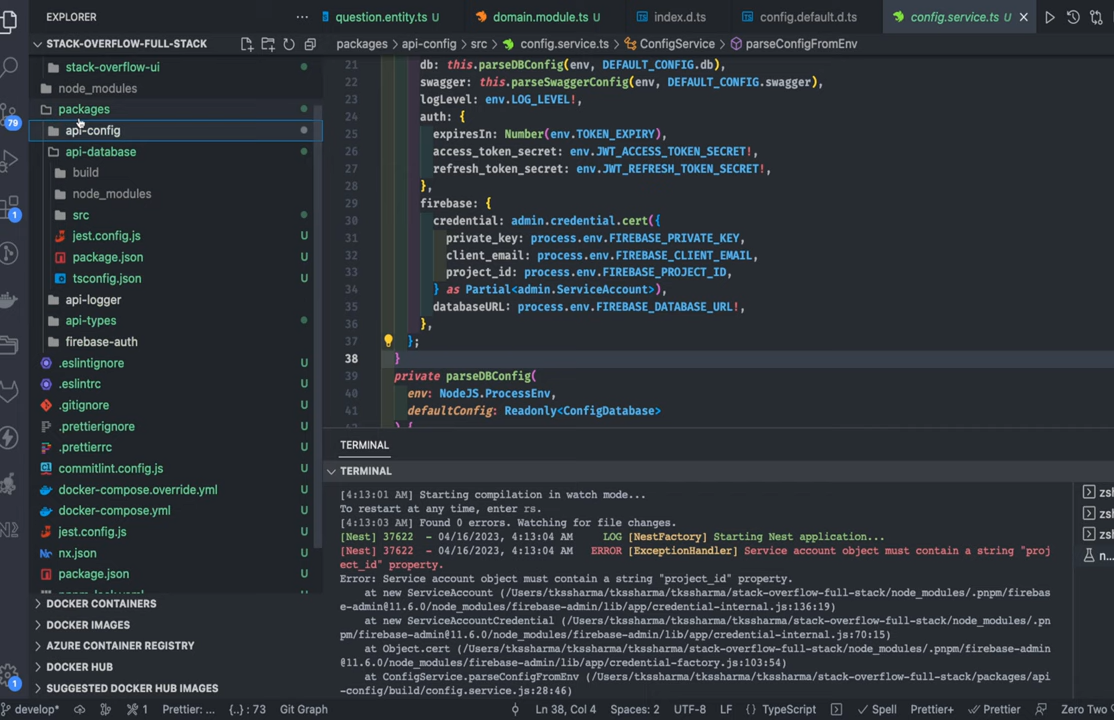 EXPLORER
question.entity.ts U
domain.module.ts U
index.d.ts
config.default.d.ts
config.service.ts U
STACK-OVERFLOW-FULL-STACK
packages > api-config > src > config.service.ts > ConfigService > parseConfigFromEnv
stack-overflow-ui
node_modules
packages
api-config
api-database
build
node_modules
src
jest.config.js U
package.json U
tsconfig.json U
api-logger
api-types
firebase-auth
.eslintignore U
.eslintrc U
.gitignore U
.prettierignore U
.prettierrc U
commitlint.config.js U
docker-compose.override.yml U
docker-compose.yml U
jest.config.js U
nx.json U
package.json U
DOCKER CONTAINERS
DOCKER IMAGES
AZURE CONTAINER REGISTRY
DOCKER HUB
SUGGESTED DOCKER HUB IMAGES
79
1
1
21 db: this.parseDBConfig(env, DEFAULT_CONFIG.db),
22 swagger: this.parseSwaggerConfig(env, DEFAULT_CONFIG.swagger),
23 logLevel: env.LOG_LEVEL!,
24 auth: {
25 expiresIn: Number(env.TOKEN_EXPIRY),
26 access_token_secret: env.JWT_ACCESS_TOKEN_SECRET!,
27 refresh_token_secret: env.JWT_REFRESH_TOKEN_SECRET!,
28 },
29 firebase: {
30 credential: admin.credential.cert({
31 private_key: process.env.FIREBASE_PRIVATE_KEY,
32 client_email: process.env.FIREBASE_CLIENT_EMAIL,
33 project_id: process.env.FIREBASE_PROJECT_ID,
34 } as Partial<admin.ServiceAccount>),
35 databaseURL: process.env.FIREBASE_DATABASE_URL!,
36 },
37 };
38 }
39 private parseDBConfig(
40 env: NodeJS.ProcessEnv,
41 defaultConfig: Readonly<ConfigDatabase>
42 ) {
TERMINAL
TERMINAL
[4:13:01 AM] Starting compilation in watch mode...
To restart at any time, enter rs.
[4:13:03 AM] Found 0 errors. Watching for file changes.
[Nest] 37622 - 04/16/2023, 4:13:04 AM LOG [NestFactory] Starting Nest application...
[Nest] 37622 - 04/16/2023, 4:13:04 AM ERROR [ExceptionHandler] Service account object must contain a string "proj
ect_id" property.
Error: Service account object must contain a string "project_id" property.
at new ServiceAccount (/Users/tkssharma/tkssharma/stack-overflow-full-stack/node_modules/.pnpm/firebas
e-admin@11.6.0/node_modules/firebase-admin/lib/app/credential-internal.js:136:19)
at new ServiceAccountCredential (/Users/tkssharma/tkssharma/stack-overflow-full-stack/node_modules/.pn
pm/firebase-admin@11.6.0/node_modules/firebase-admin/lib/app/credential-internal.js:70:15)
at Object.cert (/Users/tkssharma/tkssharma/stack-overflow-full-stack/node_modules/.pnpm/firebase-admin
@11.6.0/node_modules/firebase-admin/lib/app/credential-factory.js:103:54)
at ConfigService.parseConfigFromEnv (/Users/tkssharma/tkssharma/stack-overflow-full-stack/packages/api
-config/build/config.service.js:28:46)
zs
zs
zs
n...
develop* 1 Prettier: ... {..} : 73 Git Graph Ln 38, Col 4 Spaces: 2 UTF-8 LF {} TypeScript Spell Prettier+ Prettier Zero Two